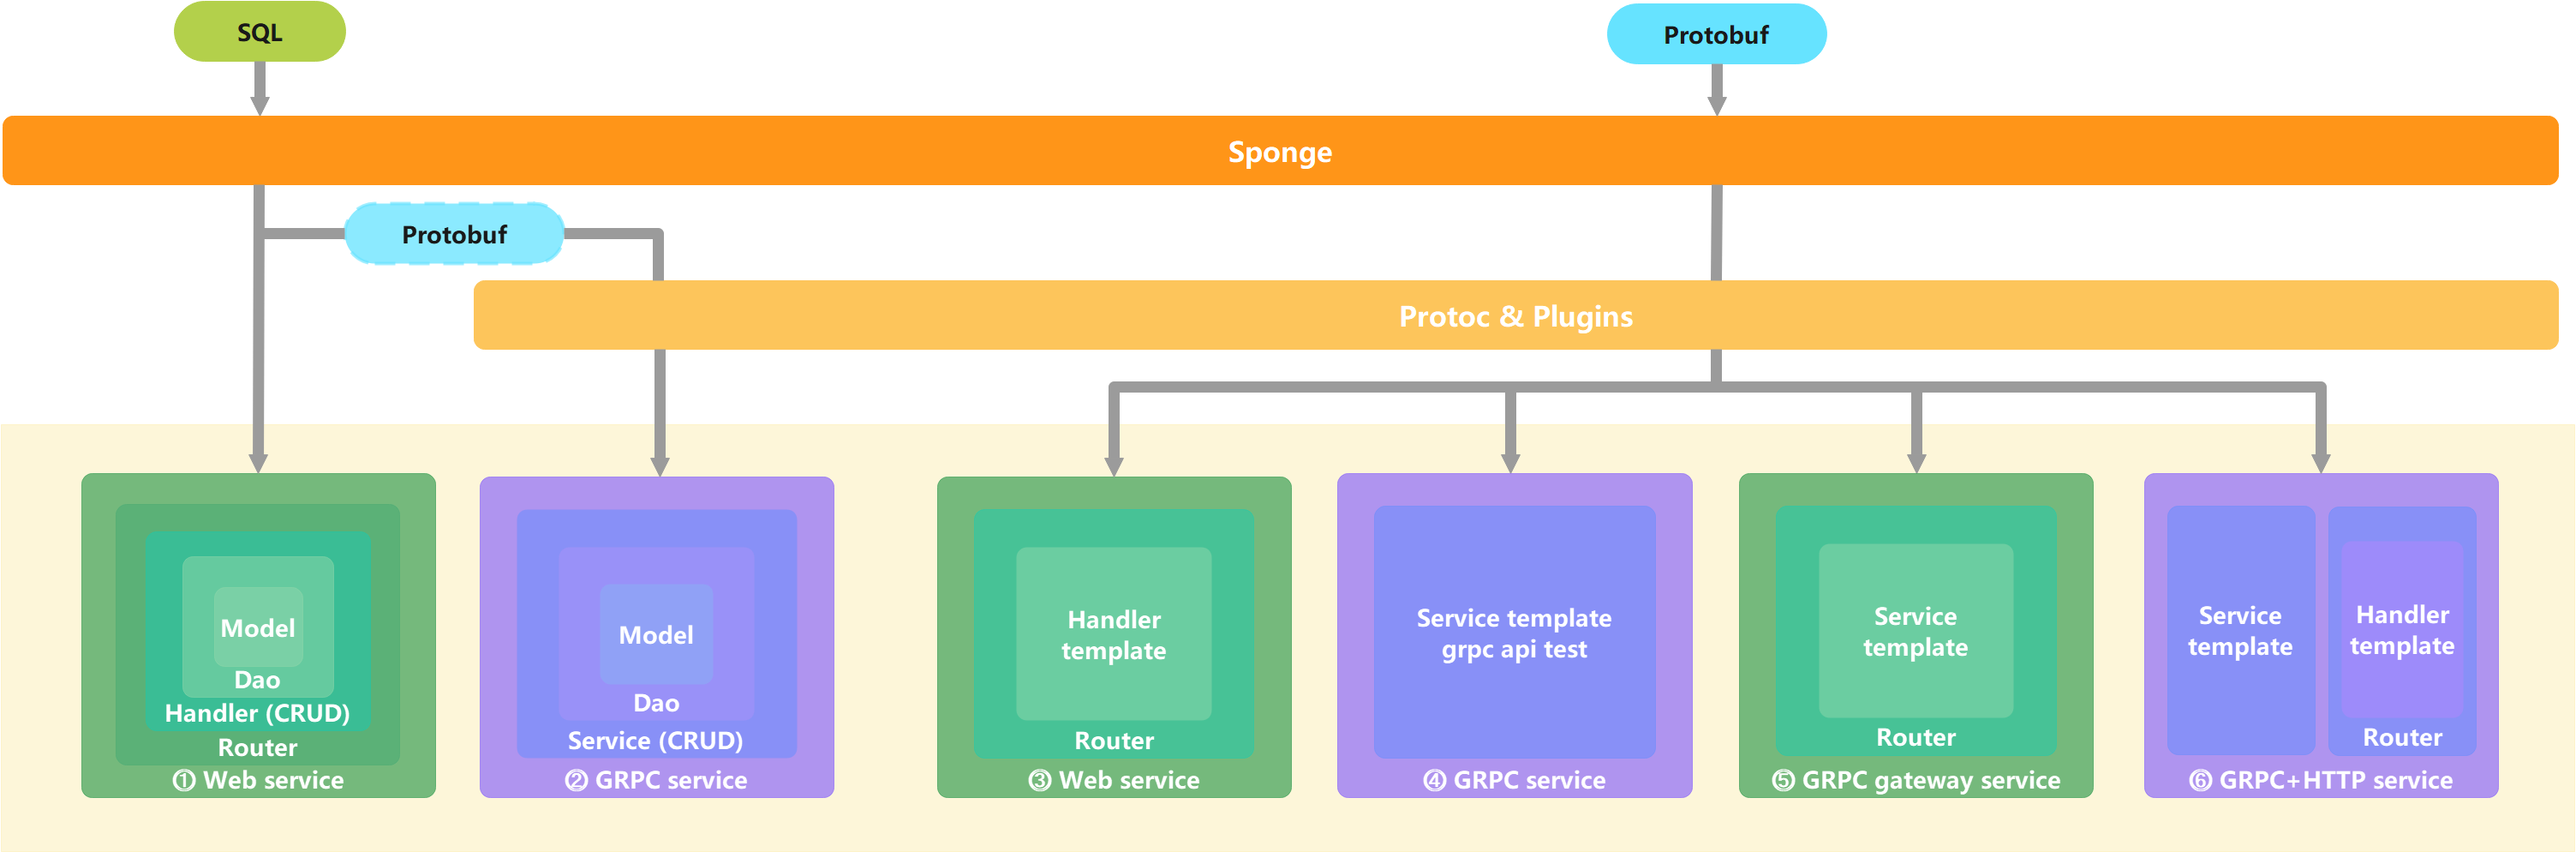 SQL
Protobuf
Sponge
Protobuf
Protoc & Plugins
Model
Dao
Handler (CRUD)
Router
① Web service
Model
Dao
Service (CRUD)
② GRPC service
Handler
template
Router
③ Web service
Service template
grpc api test
④ GRPC service
Service
template
Router
⑤ GRPC gateway service
Service
template
Handler
template
Router
⑥ GRPC+HTTP service